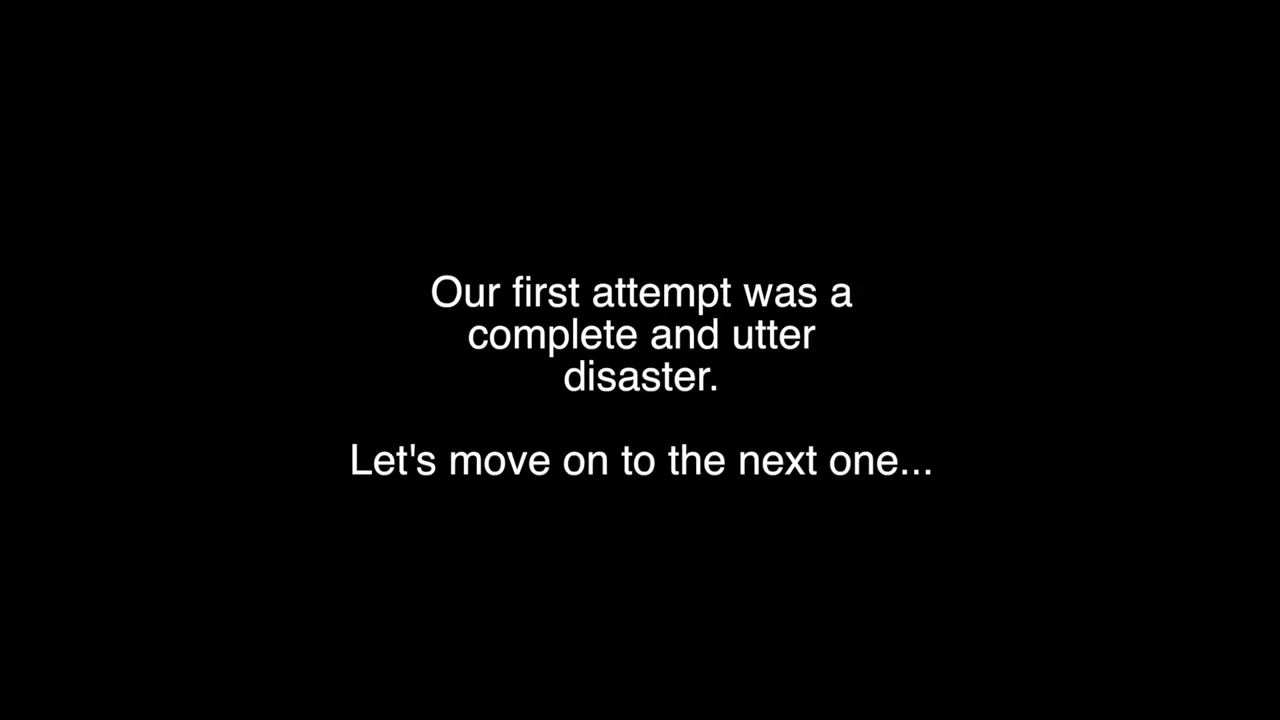 Our first attempt was a
complete and utter
disaster.
Let's move on to the next one...